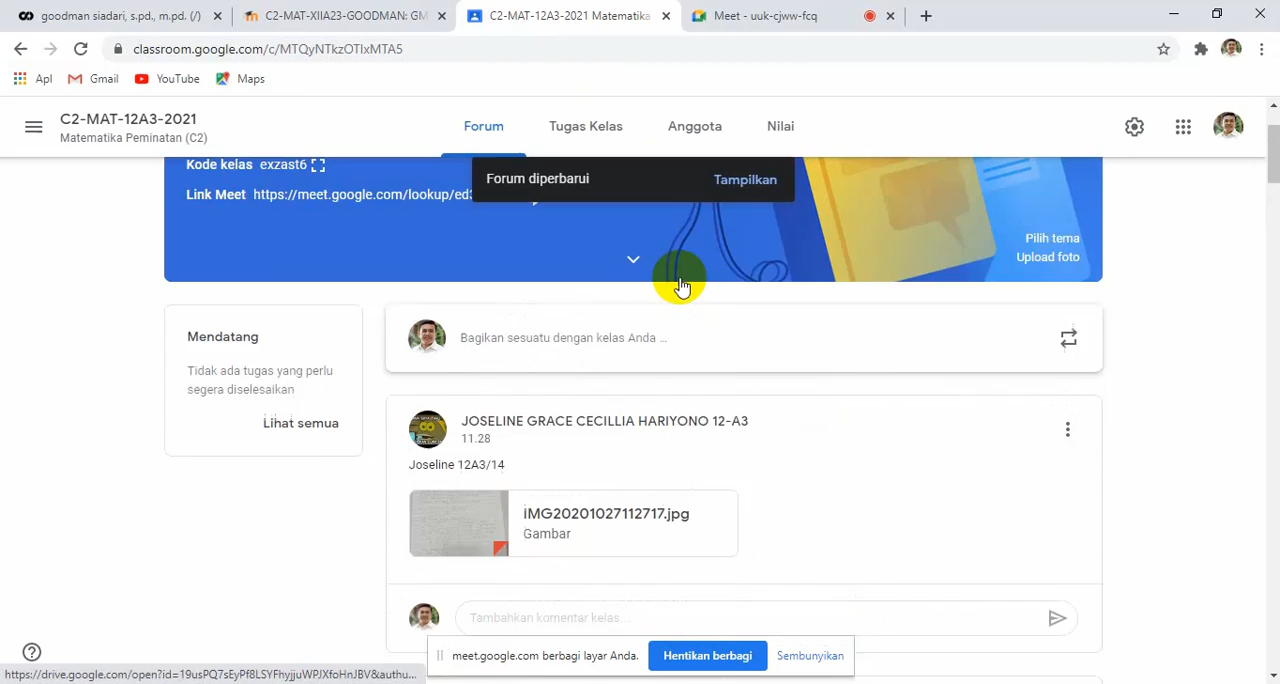 goodman siadari, s.pd., m.pd. (/)
C2-MAT-XIIA23-GOODMAN: GM
C2-MAT-12A3-2021 Matematika
Meet - uuk-cjww-fcq
classroom.google.com/c/MTQyNTkzOTIxMTA5
Apl
Gmail
YouTube
Maps
C2-MAT-12A3-2021
Matematika Peminatan (C2)
Forum
Tugas Kelas
Anggota
Nilai
Kode kelas exzast6
Link Meet https://meet.google.com/lookup/ed3
Forum diperbarui
Tampilkan
Pilih tema
Upload foto
Mendatang
Tidak ada tugas yang perlu
segera diselesaikan
Lihat semua
Bagikan sesuatu dengan kelas Anda ...
JOSELINE GRACE CECILLIA HARIYONO 12-A3
11.28
Joseline 12A3/14
iMG20201027112717.jpg
Gambar
Tambahkan komentar kelas...
meet.google.com berbagi layar Anda.
Hentikan berbagi
Sembunyikan
https://drive.google.com/open?id=19usPQ7sEyPf8LSYFhyjjuWPJXfoHnJBV&authu...